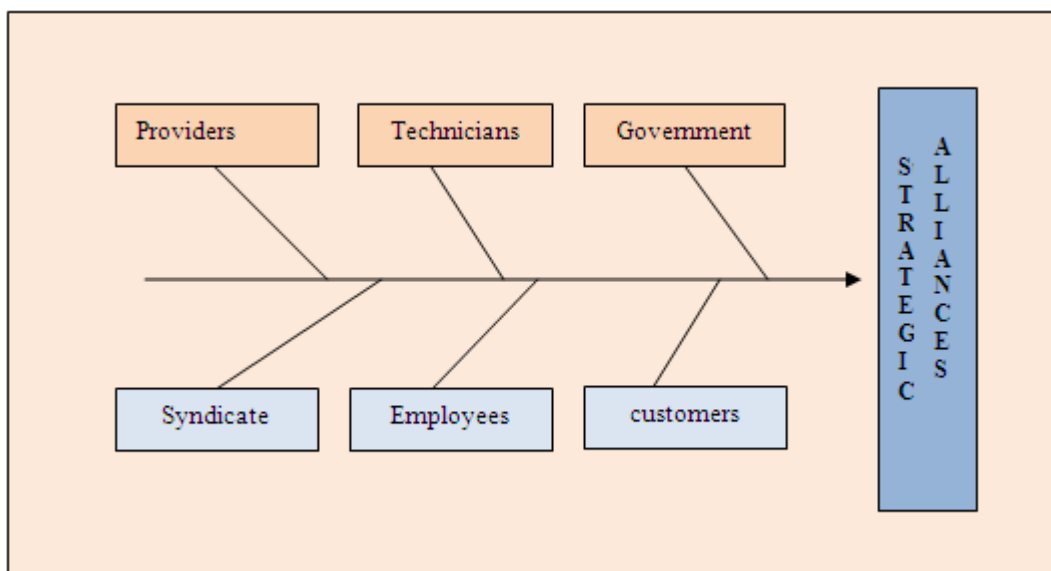 Providers
Technicians
Government
STRATEGIC
ALLIANCES
Syndicate
Employees
customers